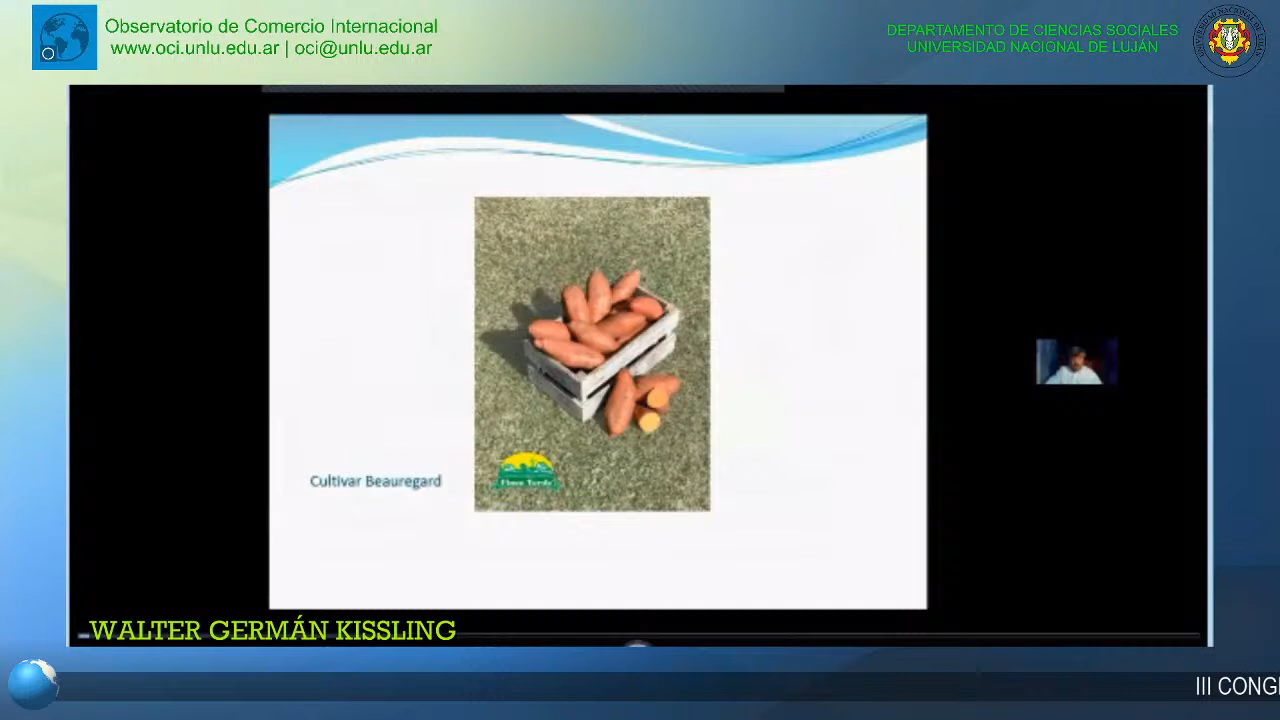 Observatorio de Comercio Internacional
www.oci.unlu.edu.ar | oci@unlu.edu.ar
DEPARTAMENTO DE CIENCIAS SOCIALES
UNIVERSIDAD NACIONAL DE LUJÁN
Cultivar Beauregard
WALTER GERMÁN KISSLING
III CONG